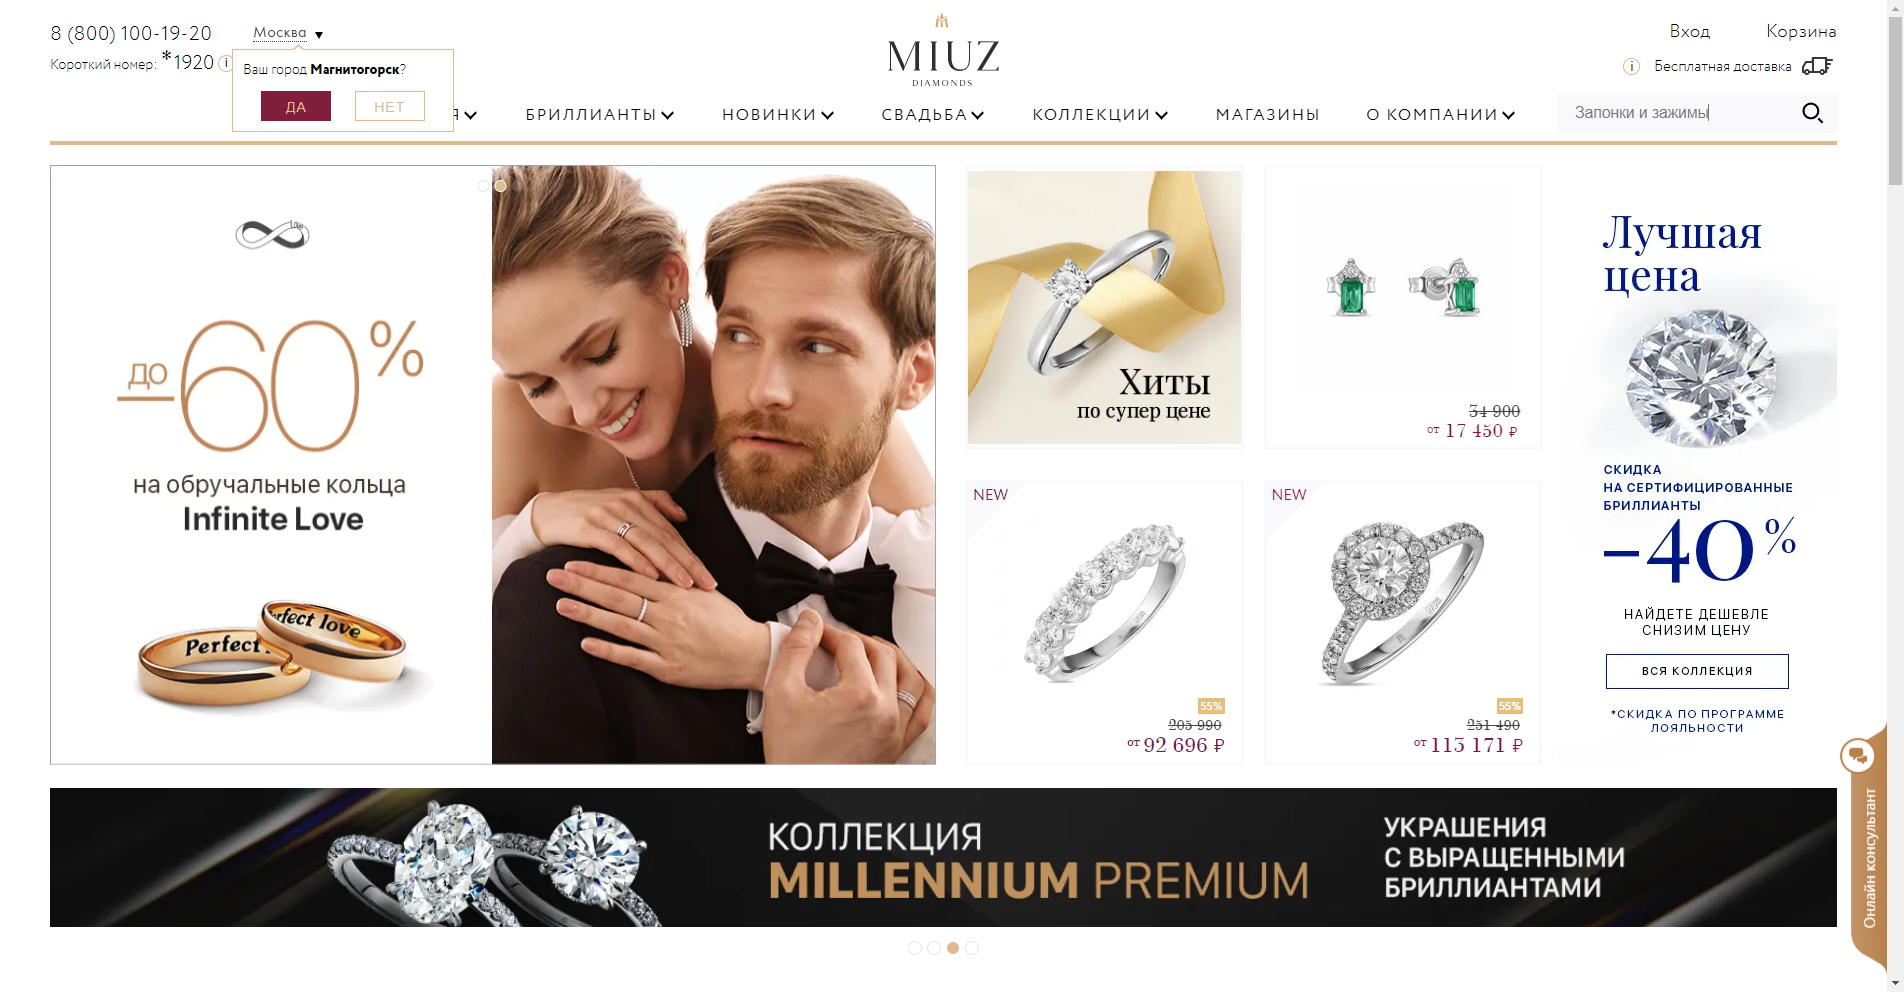 8 (800) 100-19-20
Москва
Короткий номер: *1920
Ваш город Магнитогорск?
ДА
НЕТ
MIUZ
DIAMONDS
Вход
Корзина
Бесплатная доставка
Я
БРИЛЛИАНТЫ
НОВИНКИ
СВАДЬБА
КОЛЛЕКЦИИ
МАГАЗИНЫ
О КОМПАНИИ
Запонки и зажимы
Love
до
-60%
на обручальные кольца
Infinite Love
Perfect
rfect love
Хиты
по супер цене
34 900
от 17 450 ₽
NEW
55%
205 990
от 92 696 ₽
NEW
55%
251 490
от 113 171 ₽
Лучшая
цена
СКИДКА
НА СЕРТИФИЦИРОВАННЫЕ
БРИЛЛИАНТЫ
-40%
НАЙДЕТЕ ДЕШЕВЛЕ
СНИЗИМ ЦЕНУ
ВСЯ КОЛЛЕКЦИЯ
*СКИДКА ПО ПРОГРАММЕ
ЛОЯЛЬНОСТИ
Онлайн консультант
КОЛЛЕКЦИЯ
MILLENNIUM PREMIUM
УКРАШЕНИЯ
С ВЫРАЩЕННЫМИ
БРИЛЛИАНТАМИ